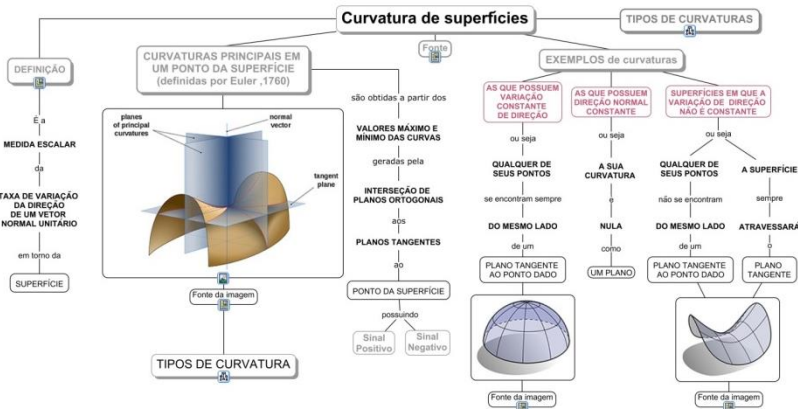 Curvatura de superfícies
TIPOS DE CURVATURAS
Fonte
DEFINIÇÃO
É a
MEDIDA ESCALAR
da
TAXA DE VARIAÇÃO
DA DIREÇÃO
DE UM VETOR
NORMAL UNITÁRIO
em torno da
SUPERFÍCIE
CURVATURAS PRINCIPAIS EM
UM PONTO DA SUPERFÍCIE
(definidas por Euler ,1760)
planes
of principal
curvatures
normal
vector
tangent
plane
Fonte da imagem
TIPOS DE CURVATURA
são obtidas a partir dos
VALORES MÁXIMO E
MÍNIMO DAS CURVAS
geradas pela
INTERSEÇÃO DE
PLANOS ORTOGONAIS
aos
PLANOS TANGENTES
ao
PONTO DA SUPERFÍCIE
possuindo
Sinal
Positivo
Sinal
Negativo
EXEMPLOS de curvaturas
AS QUE POSSUEM
VARIAÇÃO
CONSTANTE
DE DIREÇÃO
ou seja
QUALQUER DE
SEUS PONTOS
se encontram sempre
DO MESMO LADO
de um
PLANO TANGENTE
AO PONTO DADO
Fonte da imagem
AS QUE POSSUEM
DIREÇÃO NORMAL
CONSTANTE
ou seja
A SUA
CURVATURA
é
NULA
como
UM PLANO
SUPERFÍCIES EM QUE A
VARIAÇÃO DE DIREÇÃO
NÃO É CONSTANTE
ou seja
QUALQUER DE
SEUS PONTOS
não se encontram
DO MESMO LADO
de um
PLANO TANGENTE
AO PONTO DADO
A SUPERFÍCIE
sempre
ATRAVESSARÁ
o
PLANO
TANGENTE
Fonte da imagem